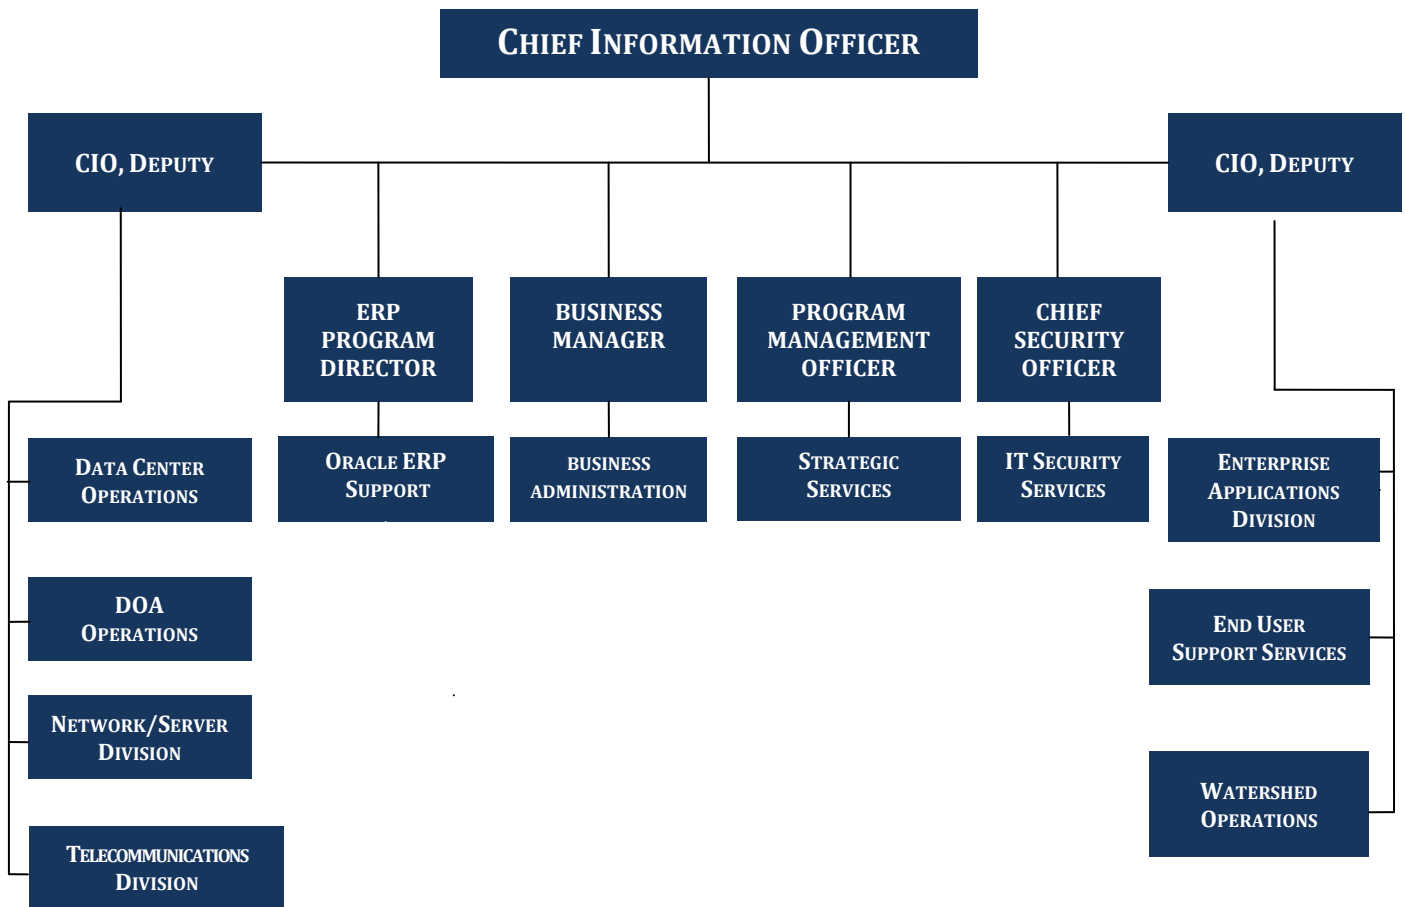 CHIEF INFORMATION OFFICER
CIO, DEPUTY
CIO, DEPUTY
ERP
PROGRAM
DIRECTOR
BUSINESS
MANAGER
PROGRAM
MANAGEMENT
OFFICER
CHIEF
SECURITY
OFFICER
DATA CENTER
OPERATIONS
ORACLE ERP
SUPPORT
BUSINESS
ADMINISTRATION
STRATEGIC
SERVICES
IT SECURITY
SERVICES
ENTERPRISE
APPLICATIONS
DIVISION
DOA
OPERATIONS
END USER
SUPPORT SERVICES
NETWORK/SERVER
DIVISION
WATERSHED
OPERATIONS
TELECOMMUNICATIONS
DIVISION